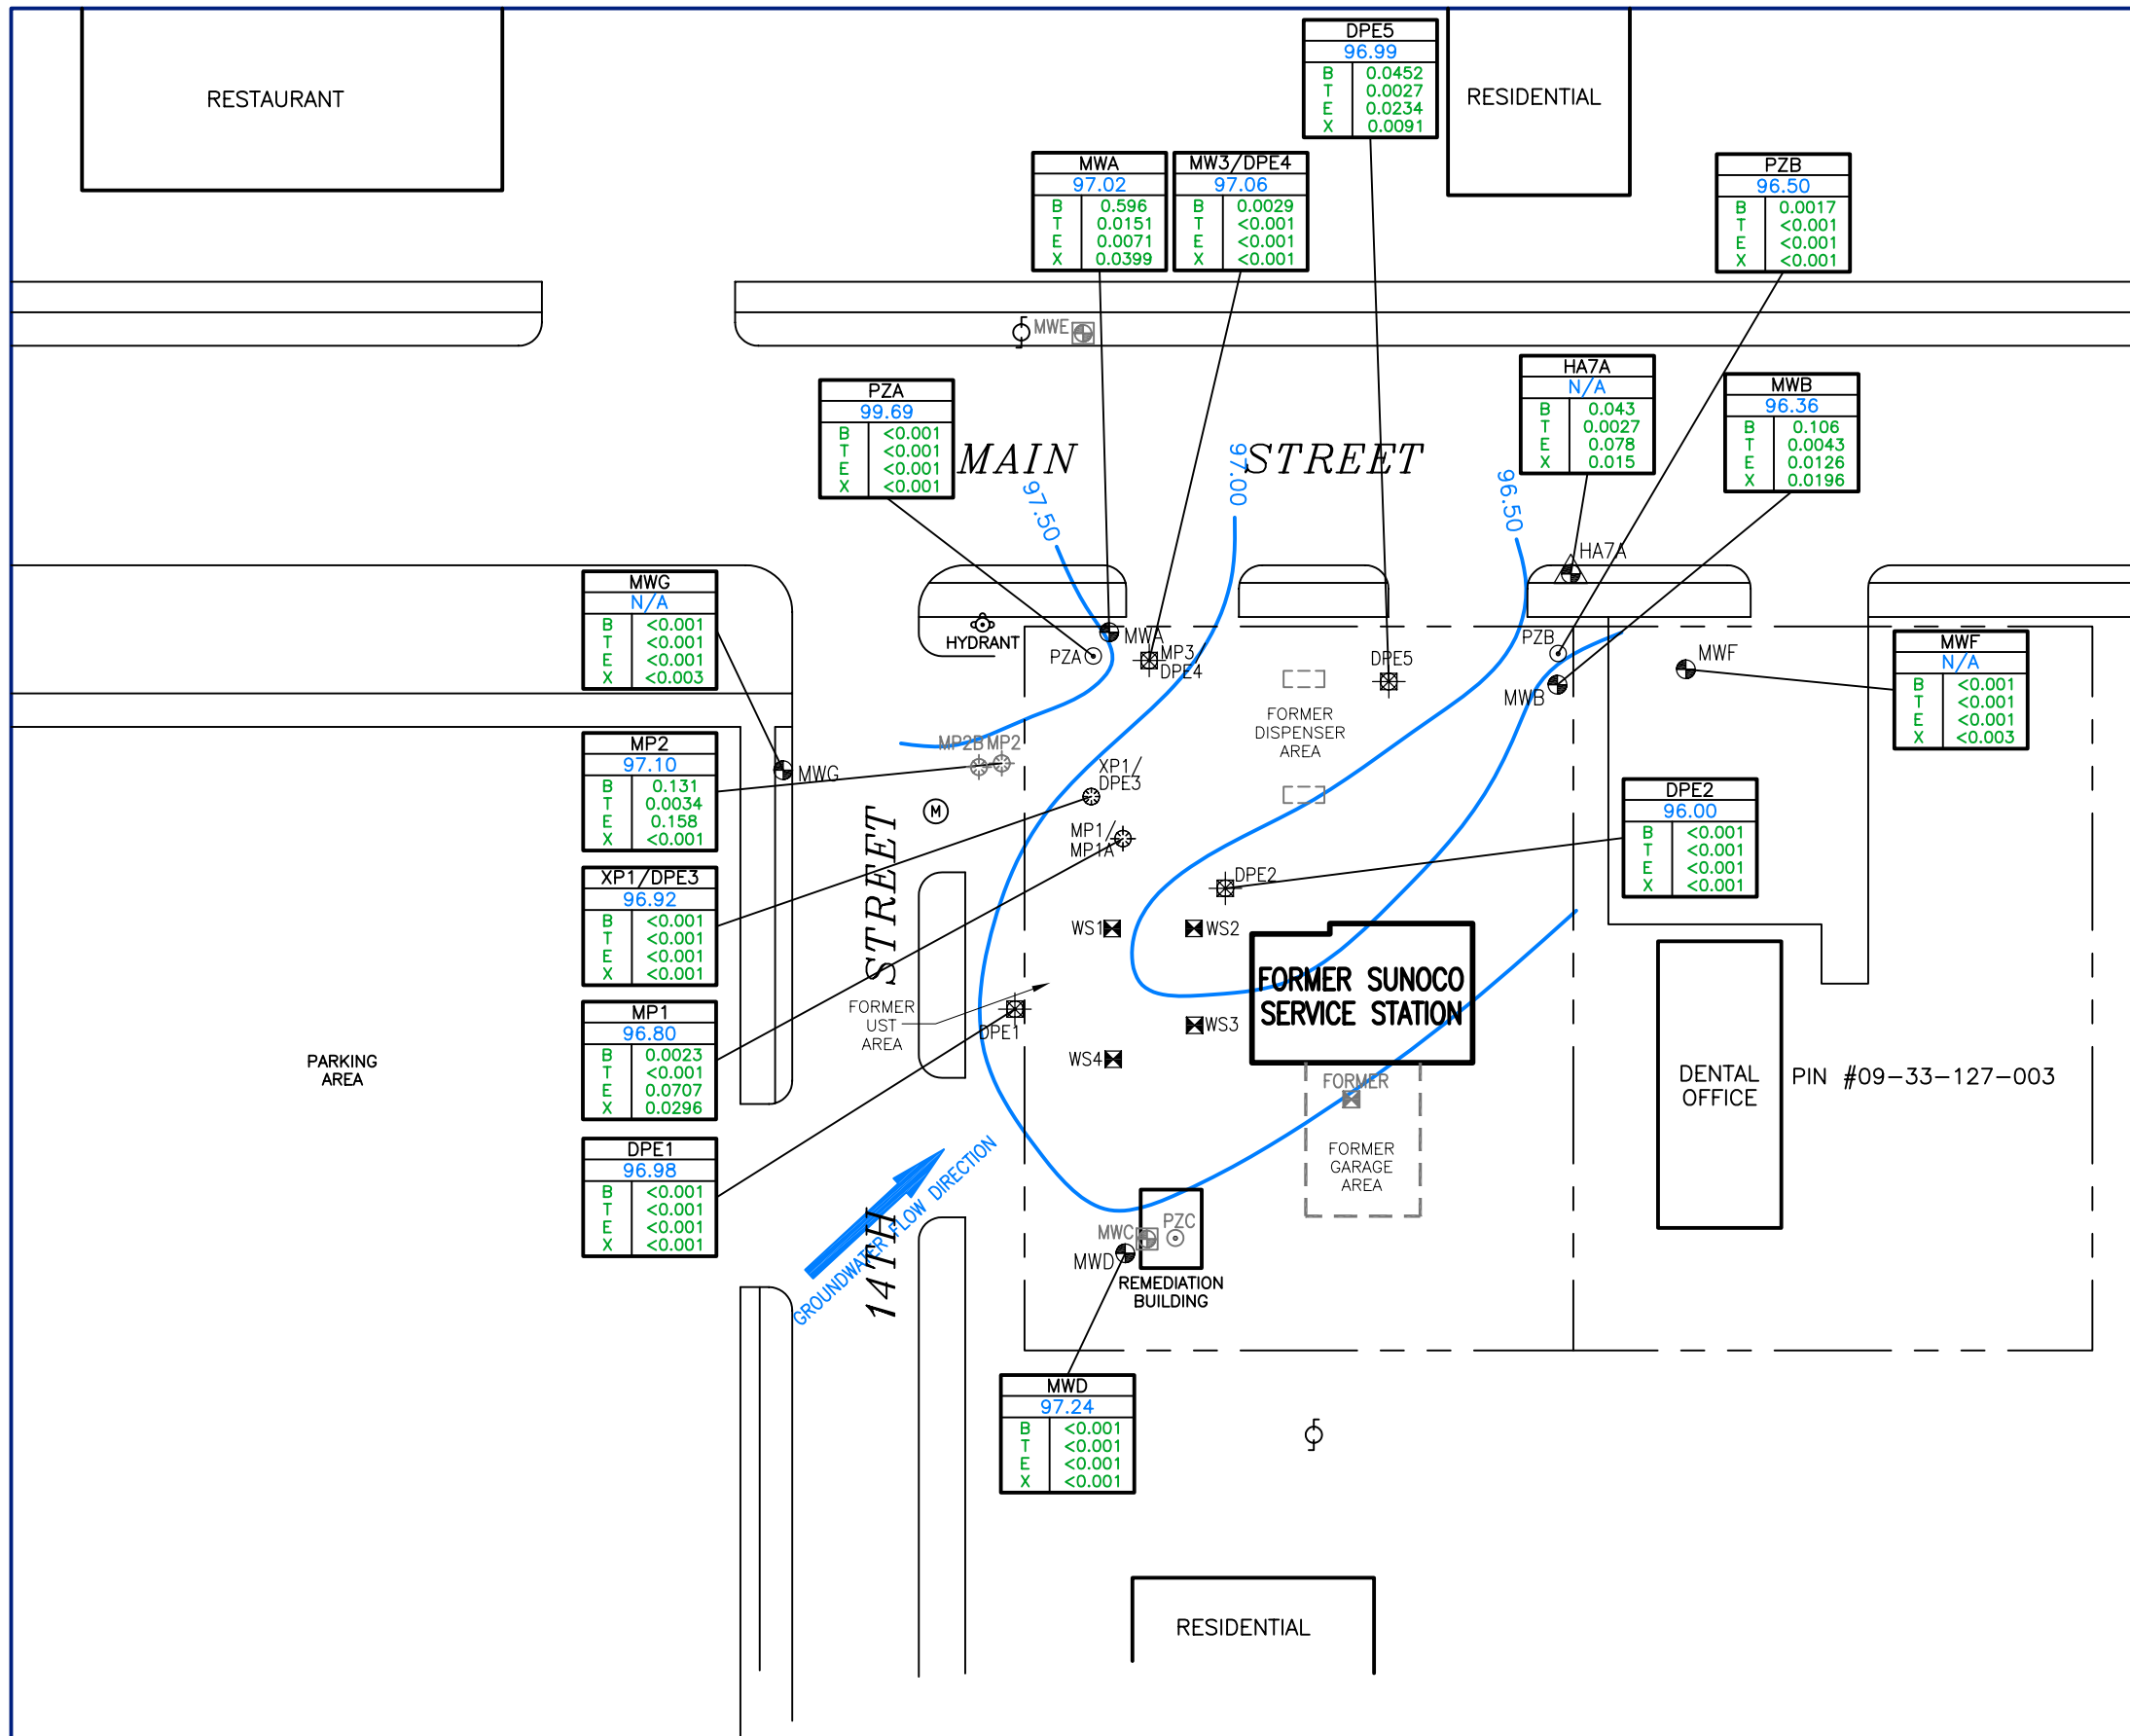 RESTAURANT
DPE5
96.99
B 0.0452
T 0.0027
E 0.0234
X 0.0091
RESIDENTIAL
MWA
97.02
B 0.596
T 0.0151
E 0.0071
X 0.0399
MW3/DPE4
97.06
B 0.0029
T <0.001
E <0.001
X <0.001
PZB
96.50
B 0.0017
T <0.001
E <0.001
X <0.001
MWE
PZA
99.69
B <0.001
T <0.001
E <0.001
X <0.001
MAIN STREET
HA7A
N/A
B 0.043
T 0.0027
E 0.078
X 0.015
MWB
96.36
B 0.106
T 0.0043
E 0.0126
X 0.0196
97.50
97.00
96.50
HA7A
MWG
N/A
B <0.001
T <0.001
E <0.001
X <0.003
HYDRANT
MWA
PZA
MP3
DPE4
DPE5
PZB
MWB
MWF
MWF
N/A
B <0.001
T <0.001
E <0.001
X <0.003
FORMER
DISPENSER
AREA
MP2
97.10
B 0.131
T 0.0034
E 0.158
X <0.001
MWG
MP2B MP2
XP1/
DPE3
M
MP1/
MP1A
DPE2
96.00
B <0.001
T <0.001
E <0.001
X <0.001
XP1/DPE3
96.92
B <0.001
T <0.001
E <0.001
X <0.001
DPE2
WS1
WS2
14TH STREET
FORMER SUNOCO
SERVICE STATION
FORMER
UST
AREA
DPE1
WS3
WS4
MP1
96.80
B 0.0023
T <0.001
E 0.0707
X 0.0296
PARKING
AREA
FORMER
DENTAL
OFFICE
PIN #09-33-127-003
FORMER
GARAGE
AREA
DPE1
96.98
B <0.001
T <0.001
E <0.001
X <0.001
GROUNDWATER FLOW DIRECTION
MWC
PZC
MWD
REMEDIATION
BUILDING
MWD
97.24
B <0.001
T <0.001
E <0.001
X <0.001
RESIDENTIAL